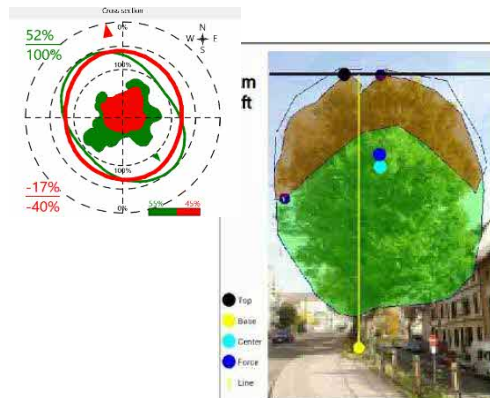 Cross section
52%
100%
0%
N
W E
S
100%
-17%
-40%
100%
0%
55% 45%
m
ft
Top
Base
Center
Force
Line